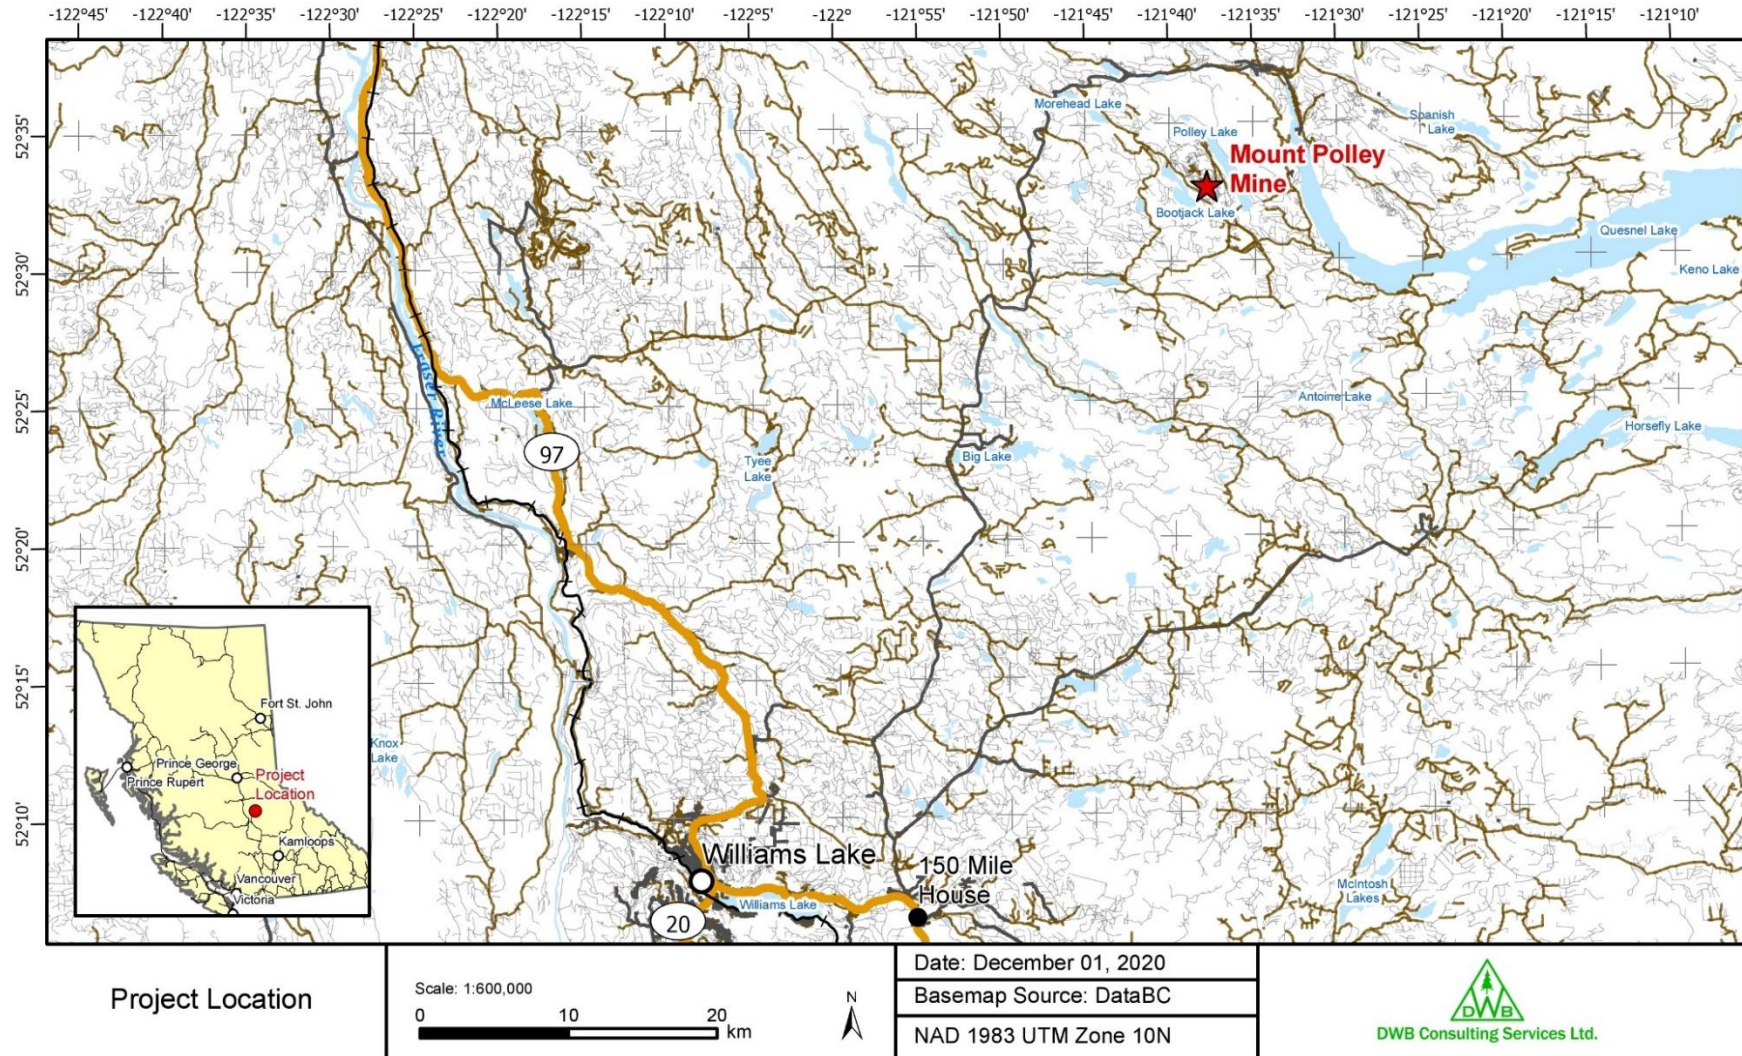 -122°45'
-122°40'
-122°35'
-122°30'
-122°25'
-122°20'
-122°15'
-122°10'
-122°5'
-122°
-121°55'
-121°50'
-121°45'
-121°40'
-121°35'
-121°30'
-121°25'
-121°20'
-121°15'
-121°10'
52°35'
52°30'
52°25'
52°20'
52°15'
52°10'
Morehead Lake
Spanish
Lake
Polley Lake
Mount Polley
Mine
Bootjack Lake
Quesnel Lake
Keno Lake
Fraser River
McLeese Lake
Antoine Lake
97
Horsefly Lake
Tyee
Lake
Big Lake
Knox
Lake
Fort St. John
Prince George
Prince Rupert
Project
Location
Kamloops
Vancouver
Victoria
Williams Lake
150 Mile
House
Williams Lake
20
McIntosh
Lakes
Project Location
Scale: 1:600,000
0 10 20
km
N
Date: December 01, 2020
Basemap Source: DataBC
NAD 1983 UTM Zone 10N
DWB
DWB Consulting Services Ltd.